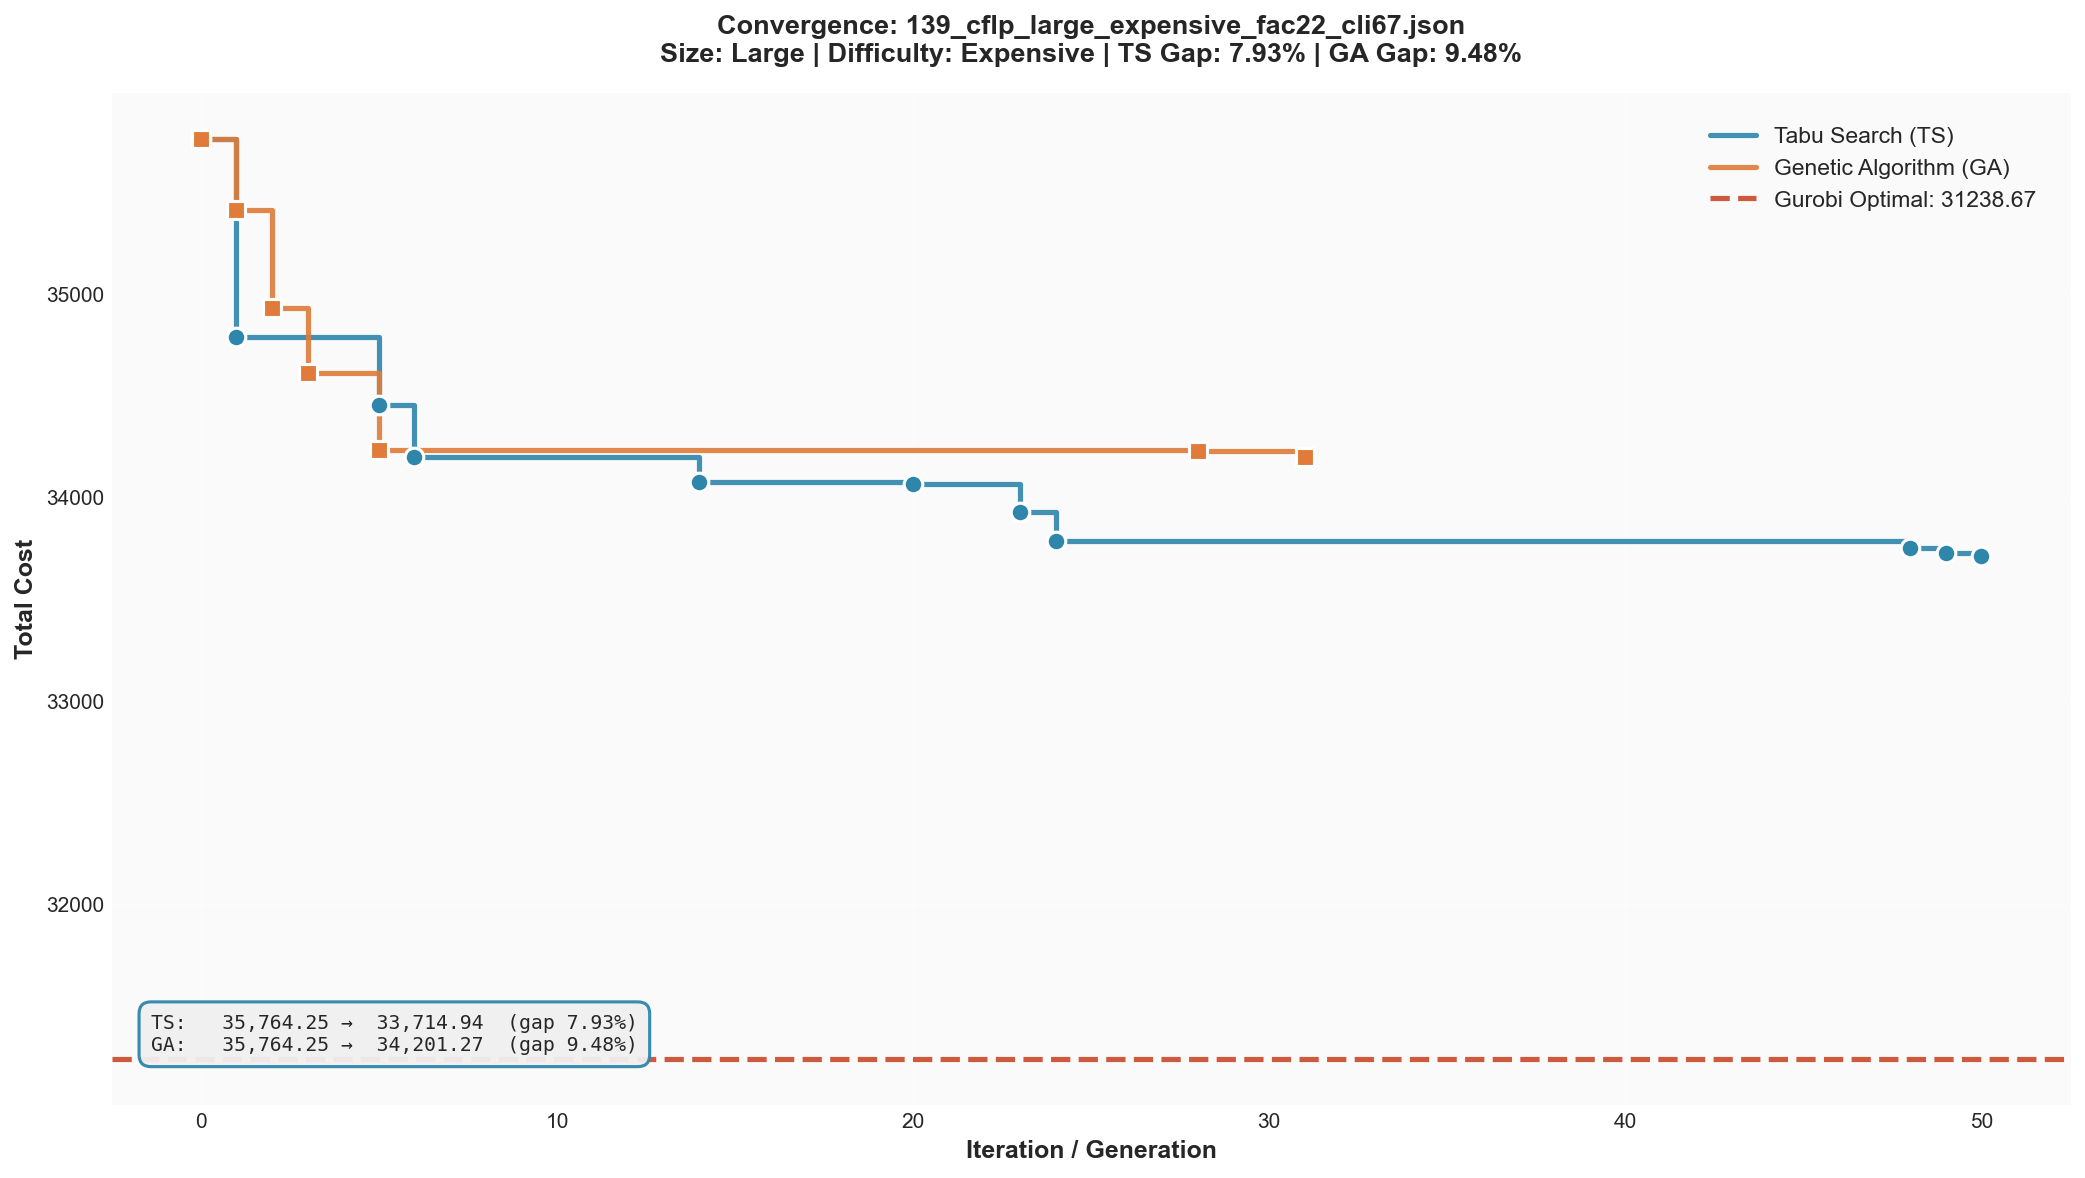 Convergence: 139_cflp_large_expensive_fac22_cli67.json
Size: Large | Difficulty: Expensive | TS Gap: 7.93% | GA Gap: 9.48%
Tabu Search (TS)
Genetic Algorithm (GA)
Gurobi Optimal: 31238.67
Total Cost
35000
34000
33000
32000
TS: 35,764.25 → 33,714.94 (gap 7.93%)
GA: 35,764.25 → 34,201.27 (gap 9.48%)
0 10 20 30 40 50
Iteration / Generation